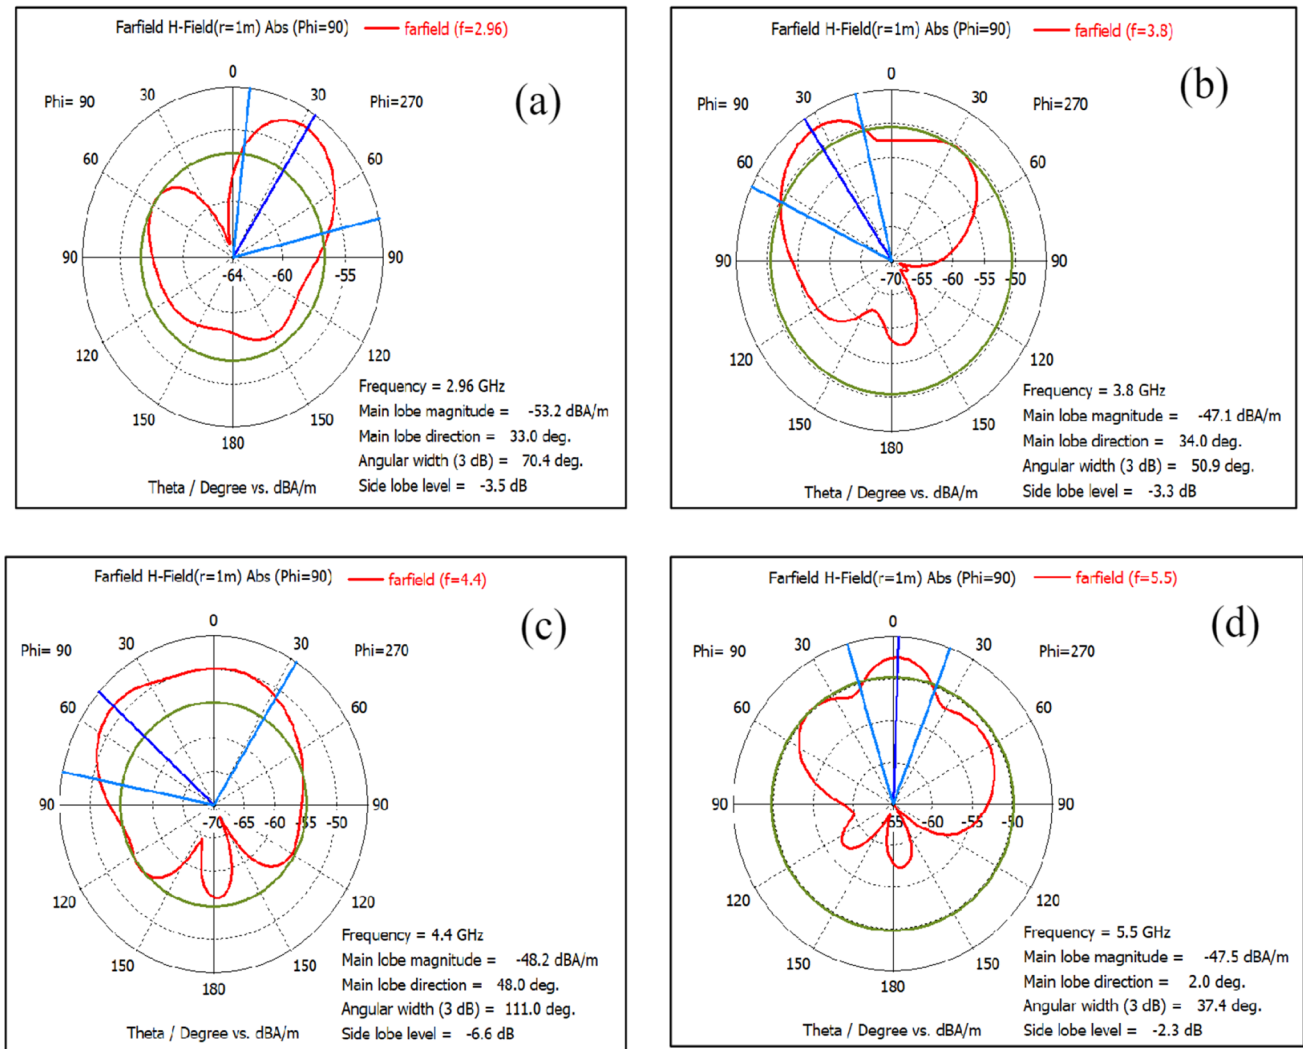 Farfield H-Field(r=1m) Abs (Phi=90) farfield (f=2.96)
(a)
0
Phi= 90 30 30 Phi=270
60 60
90 -64 -60 -55 90
120 120
150 150
180
Frequency = 2.96 GHz
Main lobe magnitude = -53.2 dBA/m
Main lobe direction = 33.0 deg.
Angular width (3 dB) = 70.4 deg.
Side lobe level = -3.5 dB
Theta / Degree vs. dBA/m
Farfield H-Field(r=1m) Abs (Phi=90) farfield (f=3.8)
(b)
0
Phi= 90 30 30 Phi=270
60 60
90 -70 -65 -60 -55 -50 90
120 120
150 150
180
Frequency = 3.8 GHz
Main lobe magnitude = -47.1 dBA/m
Main lobe direction = 34.0 deg.
Angular width (3 dB) = 50.9 deg.
Side lobe level = -3.3 dB
Theta / Degree vs. dBA/m
Farfield H-Field(r=1m) Abs (Phi=90) farfield (f=4.4)
(c)
0
Phi= 90 30 30 Phi=270
60 60
90 -70 -65 -60 -55 -50 90
120 120
150 150
180
Frequency = 4.4 GHz
Main lobe magnitude = -48.2 dBA/m
Main lobe direction = 48.0 deg.
Angular width (3 dB) = 111.0 deg.
Side lobe level = -6.6 dB
Theta / Degree vs. dBA/m
Farfield H-Field(r=1m) Abs (Phi=90) farfield (f=5.5)
(d)
0
Phi= 90 30 30 Phi=270
60 60
90 -55 -60 -55 -50 90
120 120
150 150
180
Frequency = 5.5 GHz
Main lobe magnitude = -47.5 dBA/m
Main lobe direction = 2.0 deg.
Angular width (3 dB) = 37.4 deg.
Side lobe level = -2.3 dB
Theta / Degree vs. dBA/m